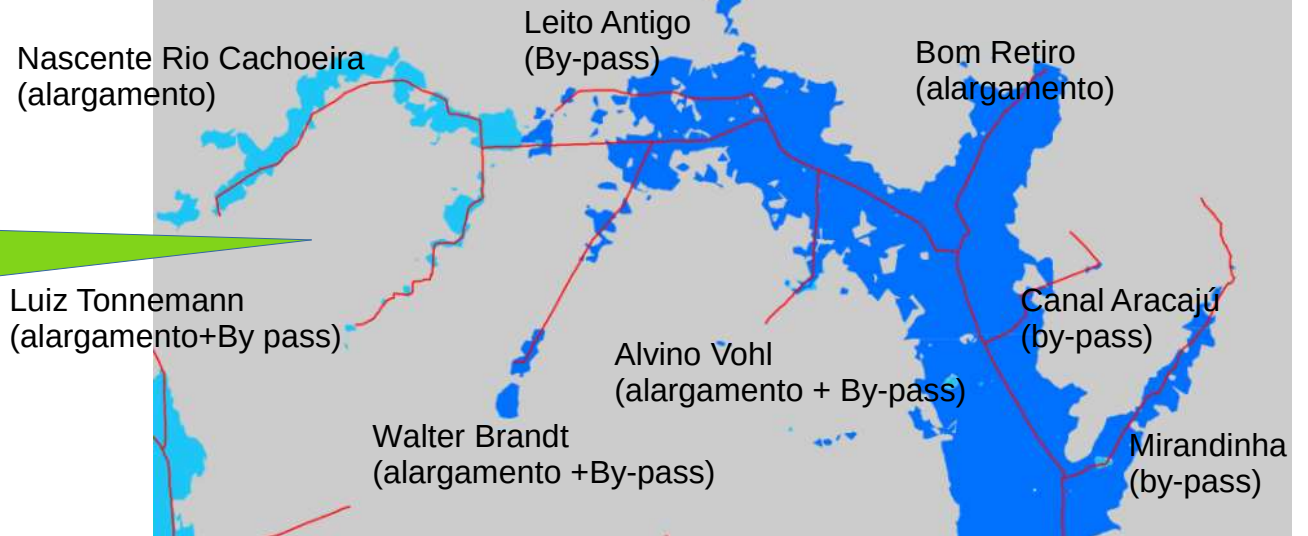 Nascente Rio Cachoeira
(alargamento)
Leito Antigo
(By-pass)
Bom Retiro
(alargamento)
Luiz Tonnemann
(alargamento+By pass)
Canal Aracajú
(by-pass)
Alvino Vohl
(alargamento + By-pass)
Walter Brandt
(alargamento +By-pass)
Mirandinha
(by-pass)